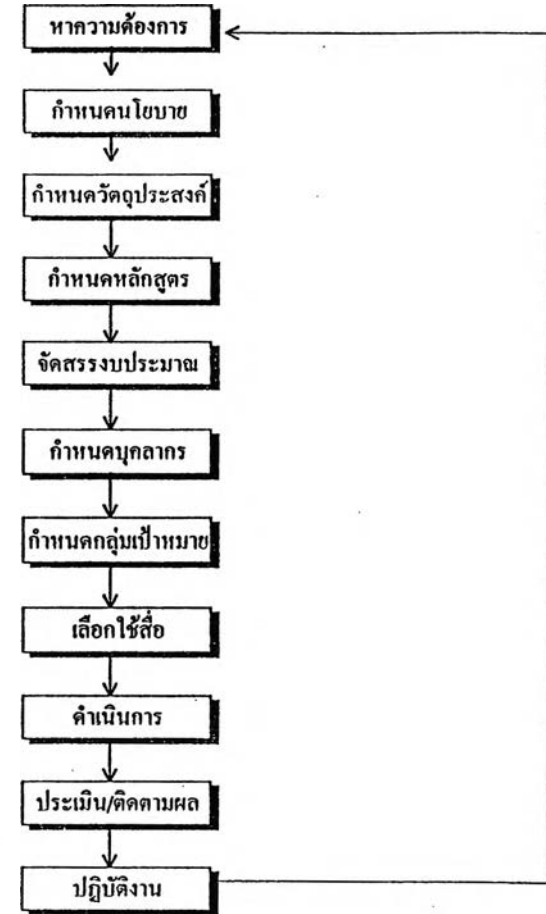 หาความต้องการ
กำหนดนโยบาย
กำหนดวัตถุประสงค์
กำหนดหลักสูตร
จัดสรรงบประมาณ
กำหนดบุคลากร
กำหนดกลุ่มเป้าหมาย
เลือกใช้สื่อ
ดำเนินการ
ประเมิน/ติดตามผล
ปฏิบัติงาน